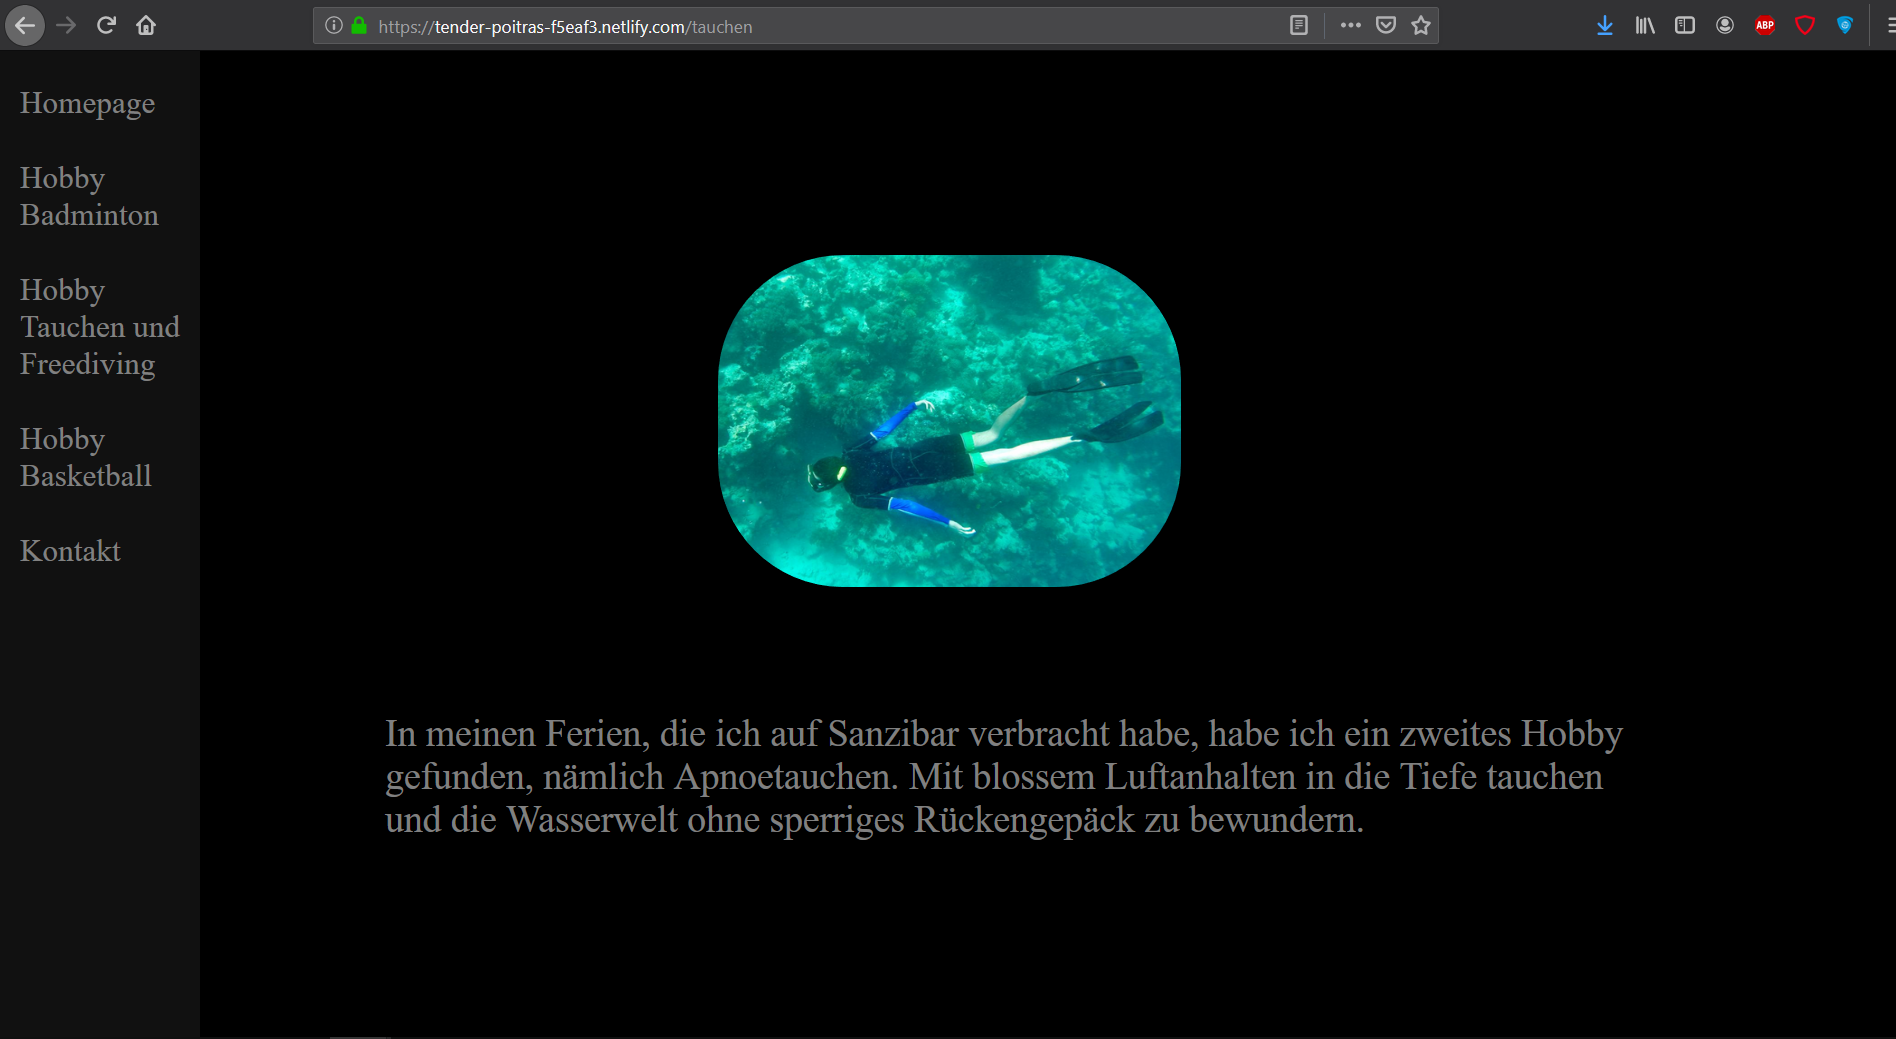 https://tender-poitras-f5eaf3.netlify.com/tauchen
ABP
Homepage
Hobby
Badminton
Hobby
Tauchen und
Freediving
Hobby
Basketball
Kontakt
In meinen Ferien, die ich auf Sanzibar verbracht habe, habe ich ein zweites Hobby
gefunden, nämlich Apnoetauchen. Mit blossem Luftanhalten in die Tiefe tauchen
und die Wasserwelt ohne sperriges Rückengepäck zu bewundern.